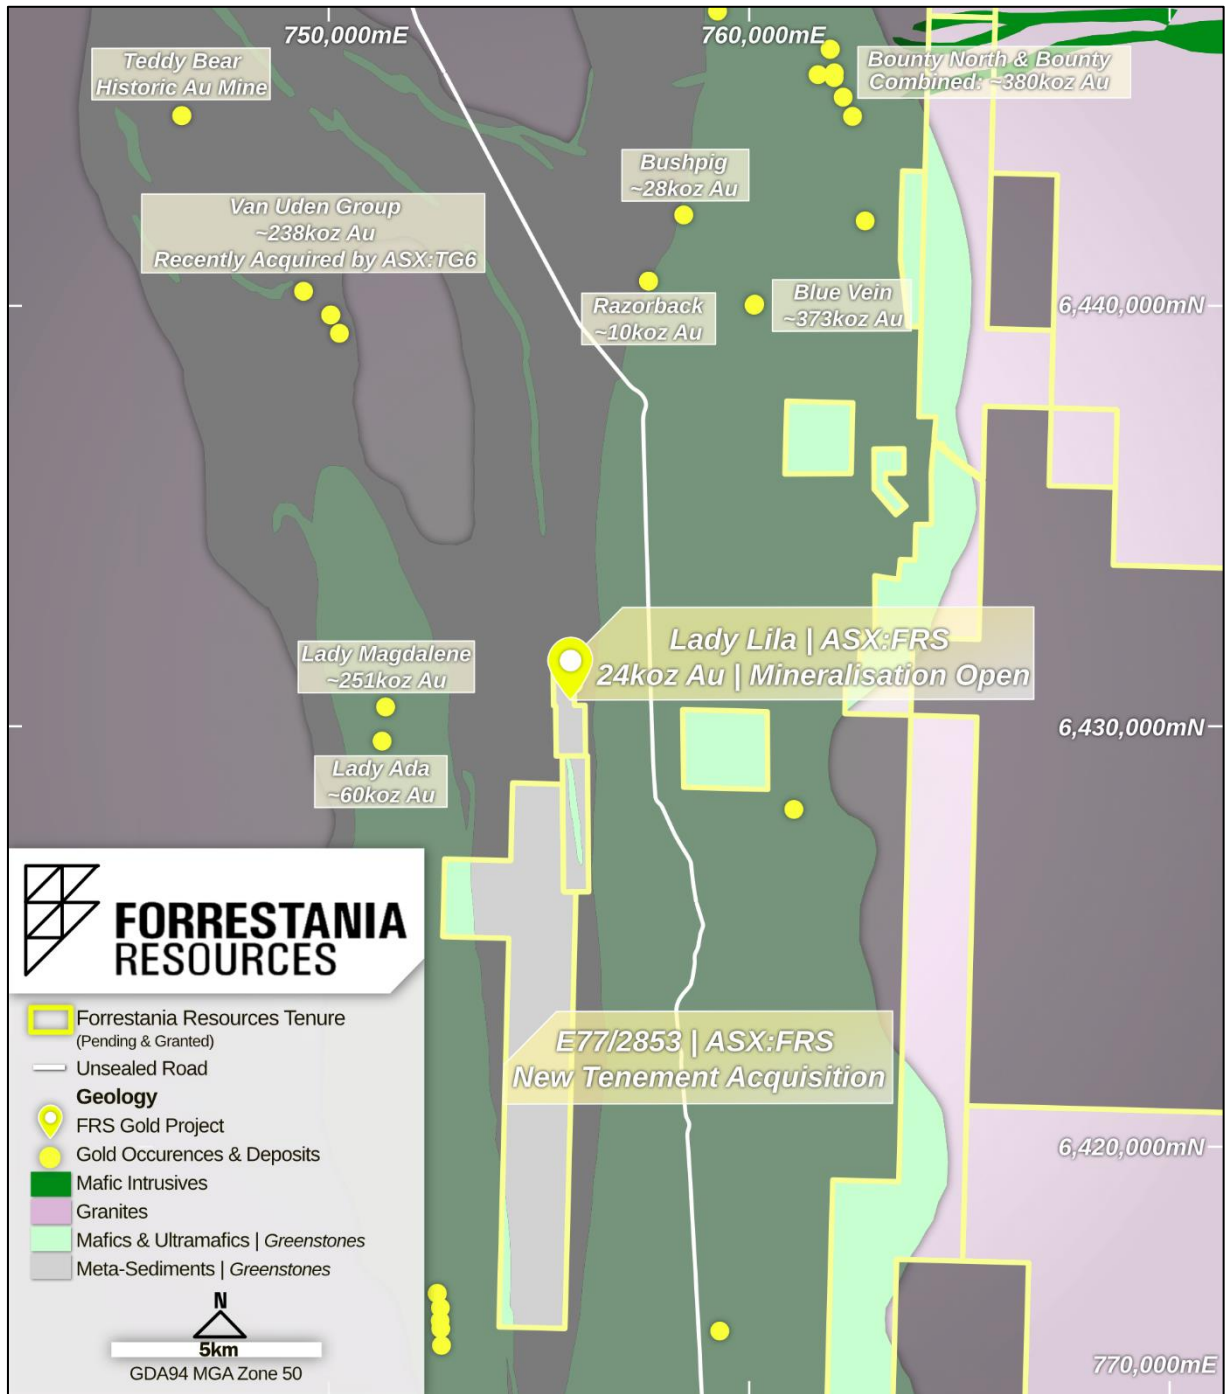 750,000mE
760,000mE
Teddy Bear
Historic Au Mine
Bounty North & Bounty
Combined: ~380koz Au
Bushpig
~28koz Au
Van Uden Group
~238koz Au
Recently Acquired by ASX:TG6
Razorback
~10koz Au
Blue Vein
~373koz Au
6,440,000mN
Lady Lila | ASX:FRS
24koz Au | Mineralisation Open
Lady Magdalene
~251koz Au
6,430,000mN
Lady Ada
~60koz Au
FORRESTANIA
RESOURCES
E77/2853 | ASX:FRS
New Tenement Acquisition
Forrestania Resources Tenure
(Pending & Granted)
Unsealed Road
Geology
FRS Gold Project
Gold Occurences & Deposits
Mafic Intrusives
Granites
Mafics & Ultramafics | Greenstones
Meta-Sediments | Greenstones
6,420,000mN
N
5km
GDA94 MGA Zone 50
770,000mE